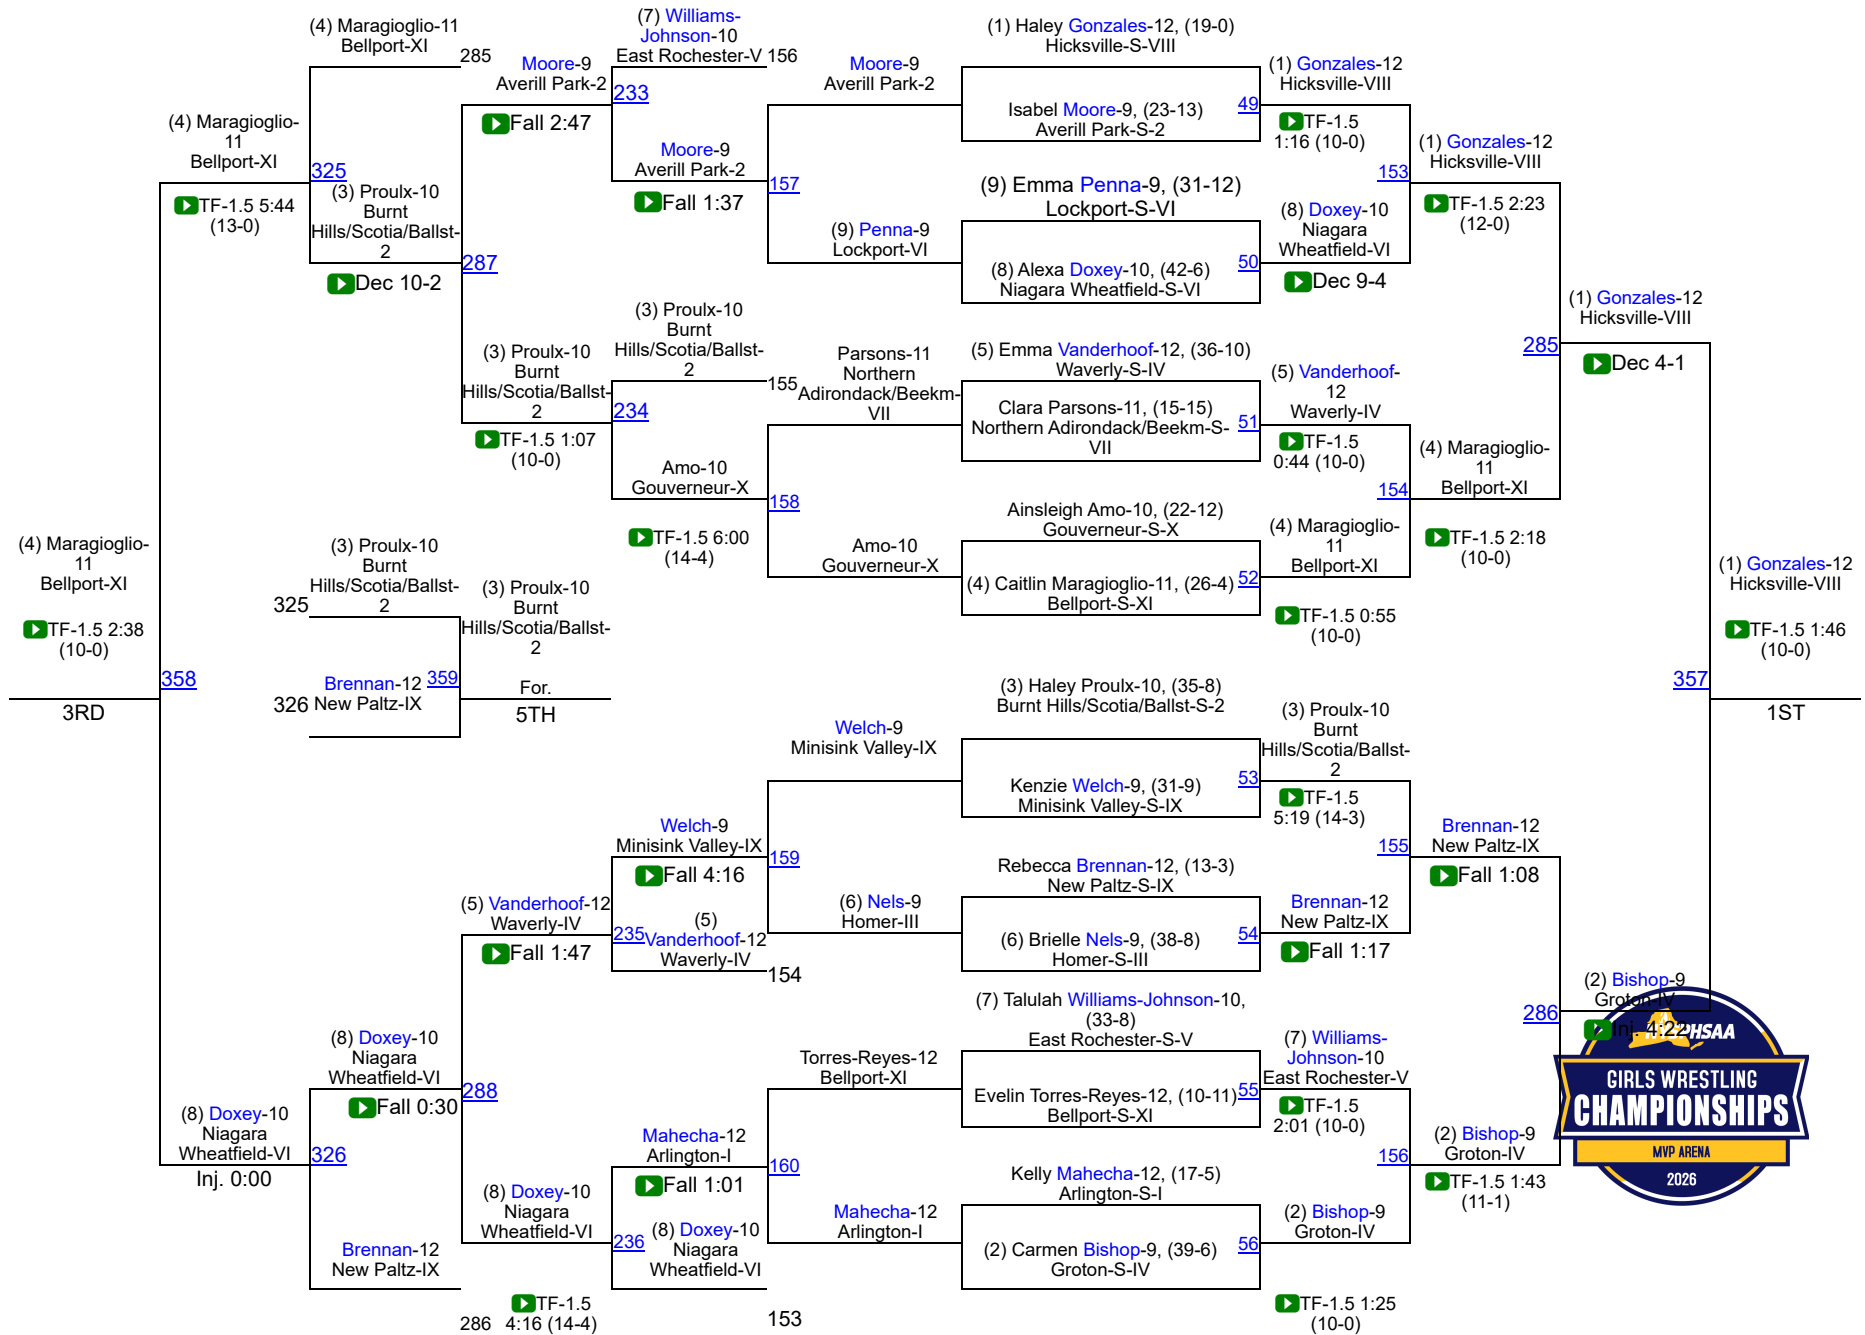 (4) Maragioglio-11
Bellport-XI
285
(4) Maragioglio-
11
Bellport-XI
325
TF-1.5 5:44
(13-0)
(3) Proulx-10
Burnt
Hills/Scotia/Ballst-
2
Dec 10-2
Moore-9
Averill Park-2
Fall 2:47
287
(3) Proulx-10
Burnt
Hills/Scotia/Ballst-
2
TF-1.5 1:07
(10-0)
(7) Williams-
Johnson-10
East Rochester-V
156
233
Moore-9
Averill Park-2
Fall 1:37
(3) Proulx-10
Burnt
Hills/Scotia/Ballst-
2
155
234
Amo-10
Gouverneur-X
TF-1.5 6:00
(14-4)
Moore-9
Averill Park-2
157
(9) Penna-9
Lockport-VI
Parsons-11
Northern
Adirondack/Beekm-
VII
158
Amo-10
Gouverneur-X
(1) Haley Gonzales-12, (19-0)
Hicksville-S-VIII
Isabel Moore-9, (23-13)
Averill Park-S-2
49
(9) Emma Penna-9, (31-12)
Lockport-S-VI
(8) Alexa Doxey-10, (42-6)
Niagara Wheatfield-S-VI
50
(5) Emma Vanderhoof-12, (36-10)
Waverly-S-IV
Clara Parsons-11, (15-15)
Northern Adirondack/Beekm-S-
VII
51
Ainsleigh Amo-10, (22-12)
Gouverneur-S-X
(4) Caitlin Maragioglio-11, (26-4)
Bellport-S-XI
52
(1) Gonzales-12
Hicksville-VIII
TF-1.5
1:16 (10-0)
153
(8) Doxey-10
Niagara
Wheatfield-VI
Dec 9-4
(5) Vanderhoof-
12
Waverly-IV
TF-1.5
0:44 (10-0)
154
(4) Maragioglio-
11
Bellport-XI
TF-1.5 0:55
(10-0)
(1) Gonzales-12
Hicksville-VIII
TF-1.5 2:23
(12-0)
285
(4) Maragioglio-
11
Bellport-XI
TF-1.5 2:18
(10-0)
(1) Gonzales-12
Hicksville-VIII
Dec 4-1
(1) Gonzales-12
Hicksville-VIII
TF-1.5 1:46
(10-0)
357
1ST
(4) Maragioglio-
11
Bellport-XI
TF-1.5 2:38
(10-0)
358
3RD
325
(3) Proulx-10
Burnt
Hills/Scotia/Ballst-
2
326
Brennan-12
New Paltz-IX
359
(3) Proulx-10
Burnt
Hills/Scotia/Ballst-
2
For.
5TH
(8) Doxey-10
Niagara
Wheatfield-VI
Inj. 0:00
326
(8) Doxey-10
Niagara
Wheatfield-VI
Fall 0:30
Brennan-12
New Paltz-IX
286
(5) Vanderhoof-12
Waverly-IV
Fall 1:47
288
(8) Doxey-10
Niagara
Wheatfield-VI
TF-1.5
4:16 (14-4)
Welch-9
Minisink Valley-IX
Fall 4:16
235
(5)
Vanderhoof-12
Waverly-IV
154
Mahecha-12
Arlington-I
Fall 1:01
236
(8) Doxey-10
Niagara
Wheatfield-VI
153
Welch-9
Minisink Valley-IX
159
(6) Nels-9
Homer-III
Torres-Reyes-12
Bellport-XI
160
Mahecha-12
Arlington-I
(3) Haley Proulx-10, (35-8)
Burnt Hills/Scotia/Ballst-S-2
Kenzie Welch-9, (31-9)
Minisink Valley-S-IX
53
Rebecca Brennan-12, (13-3)
New Paltz-S-IX
(6) Brielle Nels-9, (38-8)
Homer-S-III
54
(7) Talulah Williams-Johnson-10,
(33-8)
East Rochester-S-V
Evelin Torres-Reyes-12, (10-11)
Bellport-S-XI
55
Kelly Mahecha-12, (17-5)
Arlington-S-I
(2) Carmen Bishop-9, (39-6)
Groton-S-IV
56
(3) Proulx-10
Burnt
Hills/Scotia/Ballst-
2
TF-1.5
5:19 (14-3)
155
Brennan-12
New Paltz-IX
Fall 1:17
(7) Williams-
Johnson-10
East Rochester-V
TF-1.5
2:01 (10-0)
156
(2) Bishop-9
Groton-IV
TF-1.5 1:25
(10-0)
Brennan-12
New Paltz-IX
Fall 1:08
286
(2) Bishop-9
Groton-IV
TF-1.5 1:43
(11-1)
(2) Bishop-9
Groton-IV
Inj. 4:22
NYSPHSAA
GIRLS WRESTLING
CHAMPIONSHIPS
MVP ARENA
2026